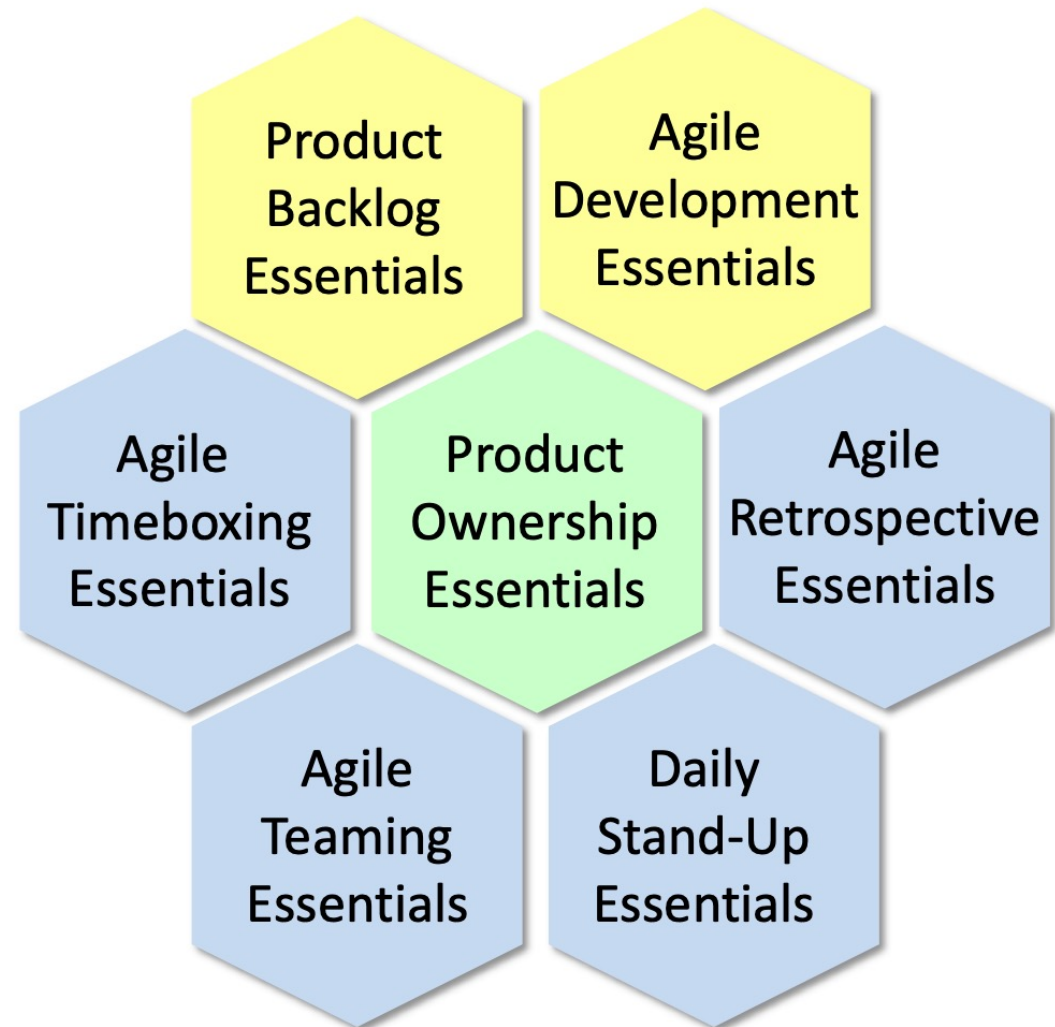 Product
Backlog
Essentials
Agile
Development
Essentials
Agile
Timeboxing
Essentials
Product
Ownership
Essentials
Agile
Retrospective
Essentials
Agile
Teaming
Essentials
Daily
Stand-Up
Essentials